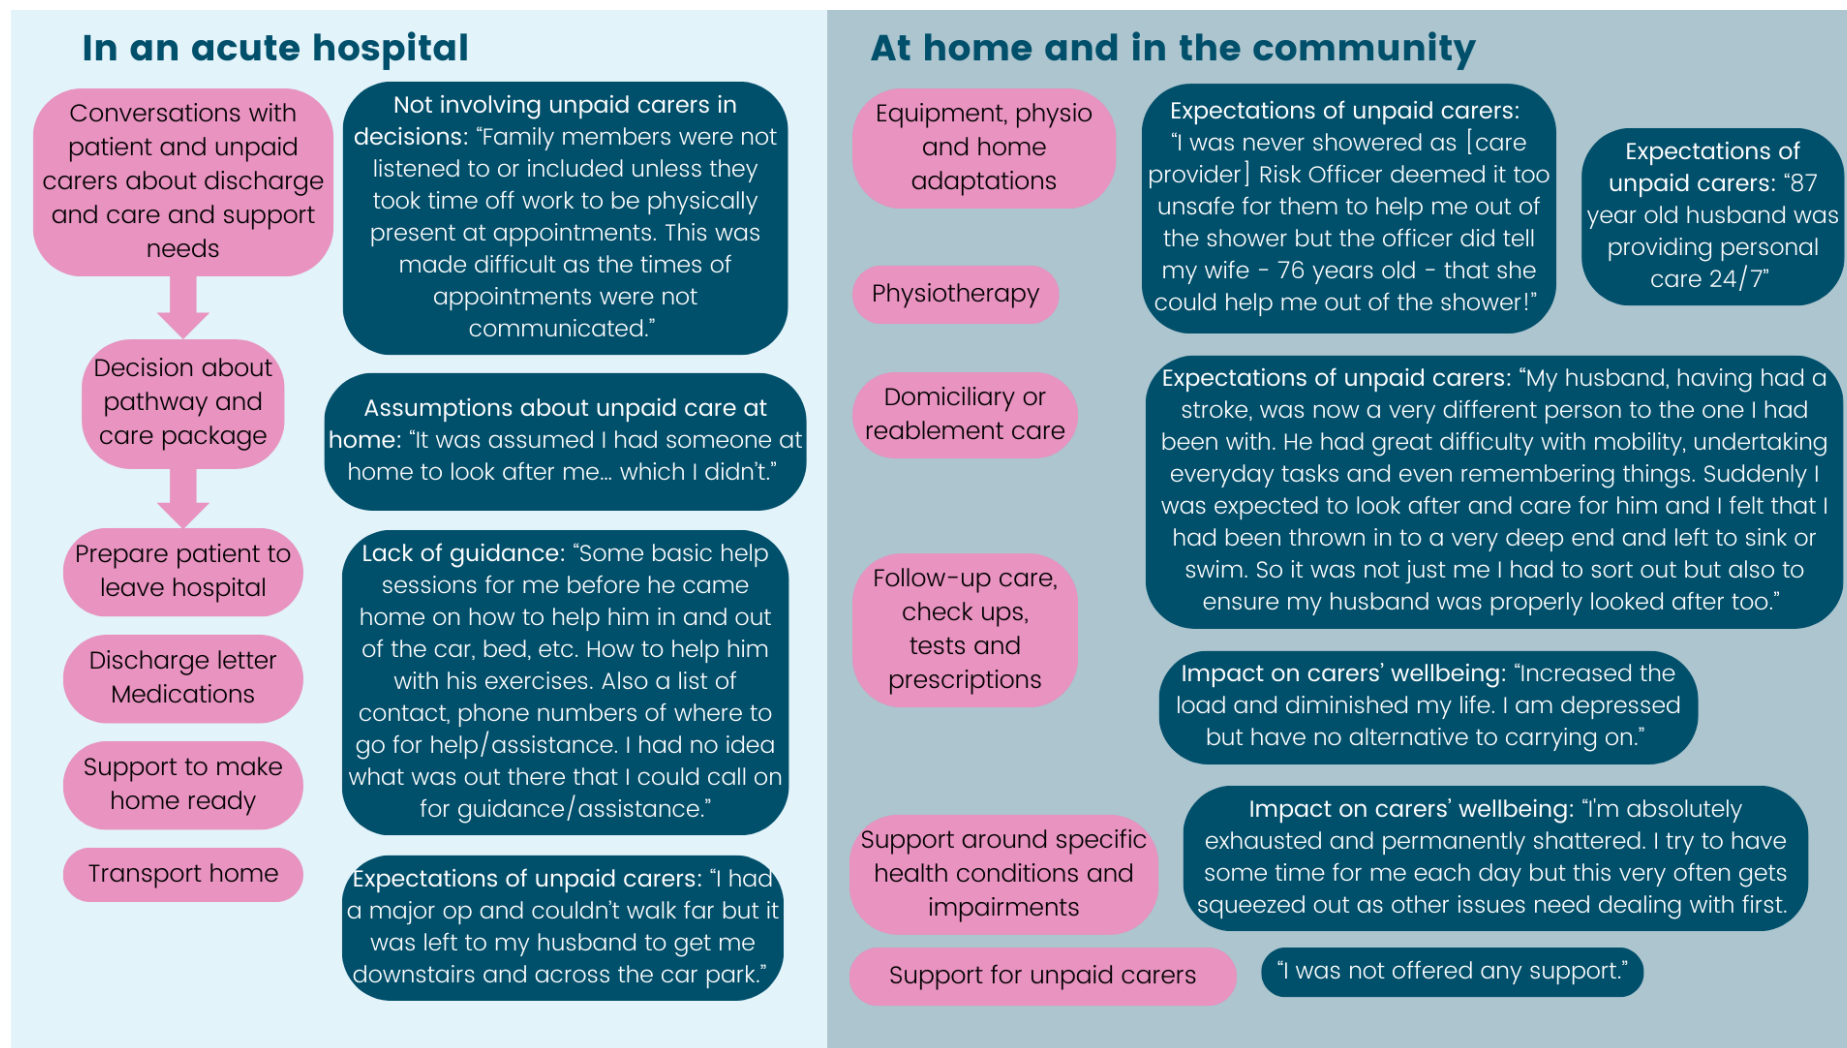 In an acute hospital
Conversations with
patient and unpaid
carers about discharge
and care and support
needs
Decision about
pathway and
care package
Prepare patient to
leave hospital
Discharge letter
Medications
Support to make
home ready
Transport home
Not involving unpaid carers in
decisions: “Family members were not
listened to or included unless they
took time off work to be physically
present at appointments. This was
made difficult as the times of
appointments were not
communicated.”
Assumptions about unpaid care at
home: “It was assumed I had someone at
home to look after me... which I didn’t.”
Lack of guidance: “Some basic help
sessions for me before he came
home on how to help him in and out
of the car, bed, etc. How to help him
with his exercises. Also a list of
contact, phone numbers of where to
go for help/assistance. I had no idea
what was out there that I could call on
for guidance/assistance.”
Expectations of unpaid carers: “I had
a major op and couldn’t walk far but it
was left to my husband to get me
downstairs and across the car park.”
At home and in the community
Equipment, physio
and home
adaptations
Physiotherapy
Domiciliary or
reablement care
Follow-up care,
check ups,
tests and
prescriptions
Support around specific
health conditions and
impairments
Support for unpaid carers
Expectations of unpaid carers:
“I was never showered as [care
provider] Risk Officer deemed it too
unsafe for them to help me out of
the shower but the officer did tell
my wife - 76 years old - that she
could help me out of the shower!”
Expectations of
unpaid carers: “87
year old husband was
providing personal
care 24/7”
Expectations of unpaid carers: “My husband, having had a
stroke, was now a very different person to the one I had
been with. He had great difficulty with mobility, undertaking
everyday tasks and even remembering things. Suddenly I
was expected to look after and care for him and I felt that I
had been thrown in to a very deep end and left to sink or
swim. So it was not just me I had to sort out but also to
ensure my husband was properly looked after too.”
Impact on carers’ wellbeing: “Increased the
load and diminished my life. I am depressed
but have no alternative to carrying on.”
Impact on carers’ wellbeing: “I'm absolutely
exhausted and permanently shattered. I try to have
some time for me each day but this very often gets
squeezed out as other issues need dealing with first.
“I was not offered any support.”